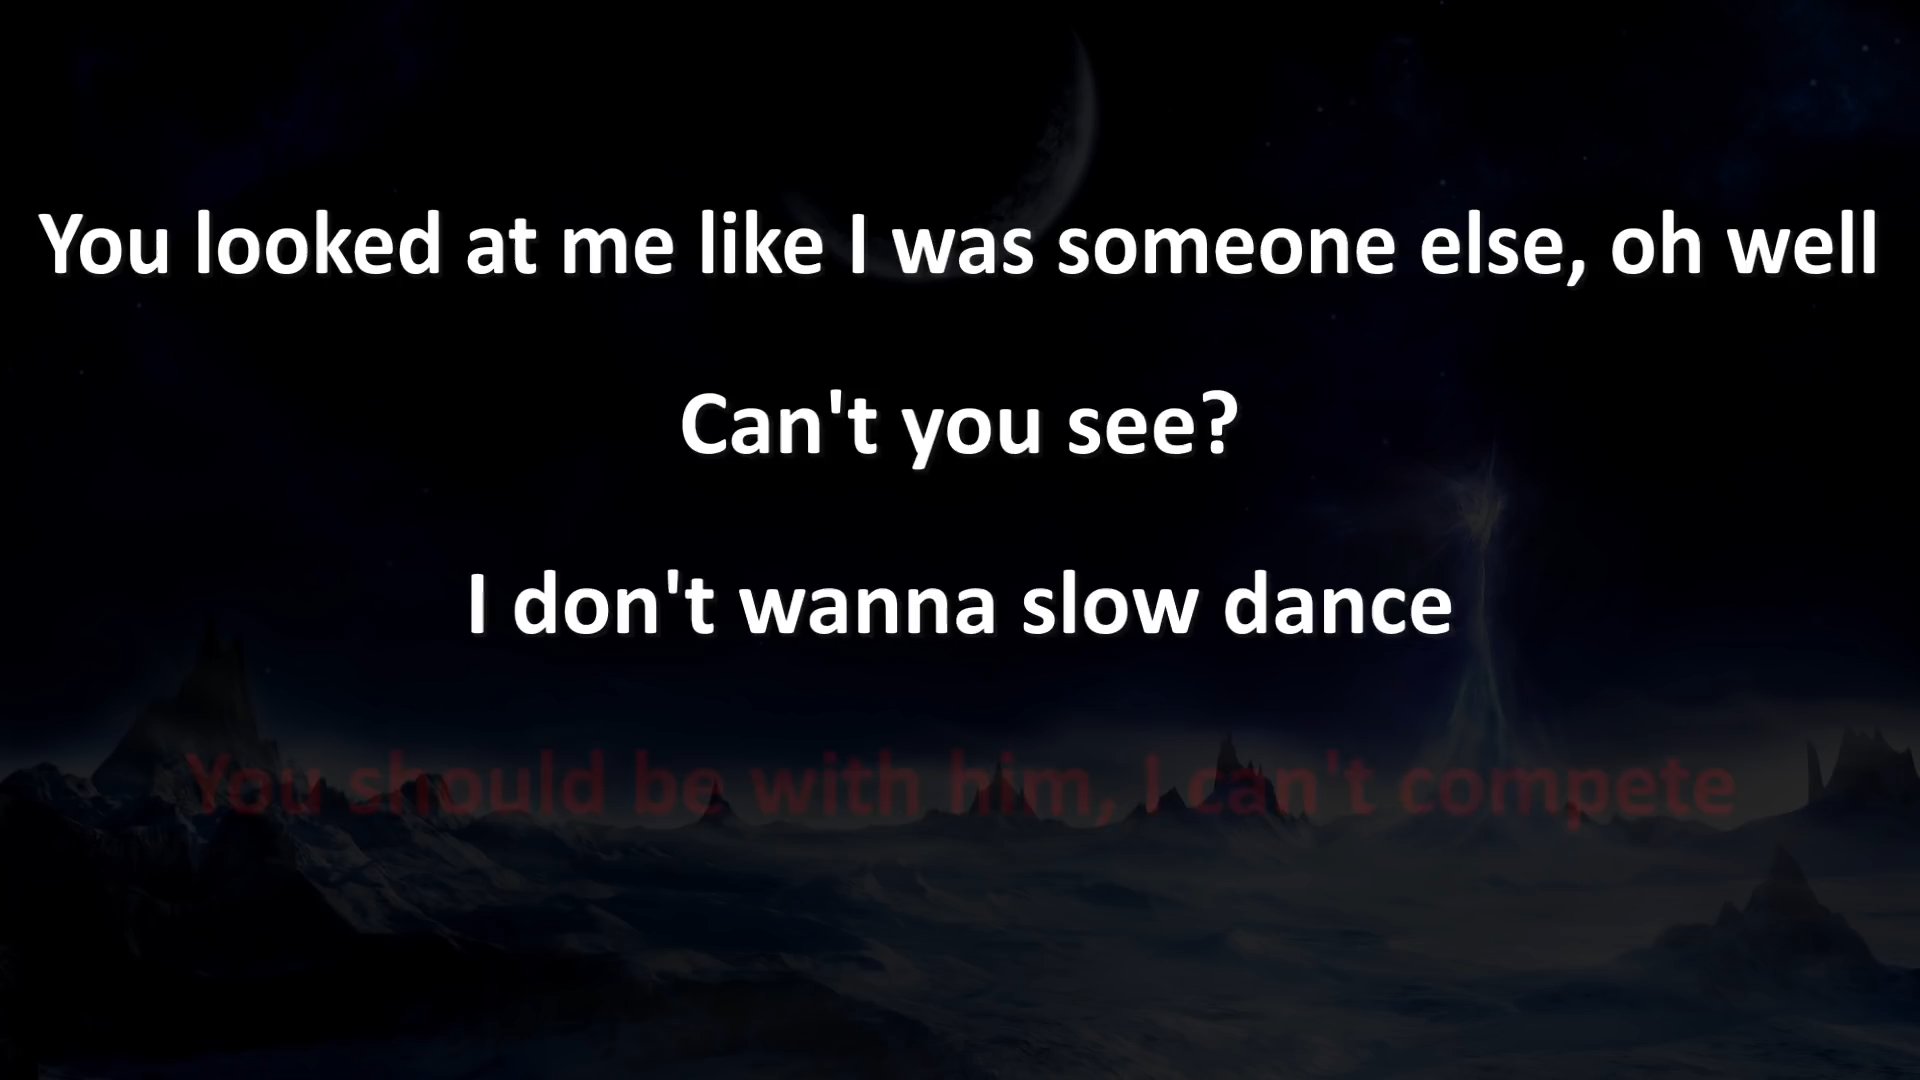 You looked at me like I was someone else, oh well
Can't you see?
I don't wanna slow dance
You should be with him, I can't compete